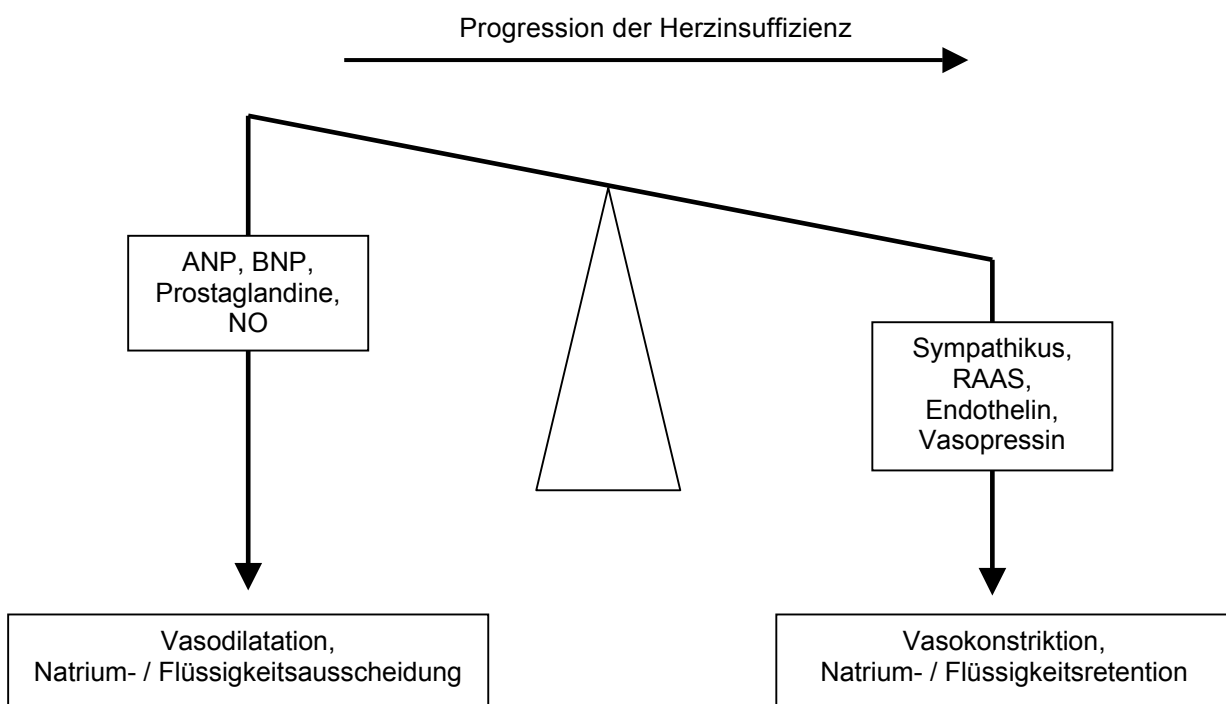 Progression der Herzinsuffizienz
ANP, BNP,
Prostaglandine,
NO
Sympathikus,
RAAS,
Endothelin,
Vasopressin
Vasodilatation,
Natrium- / Flüssigkeitsausscheidung
Vasokonstriktion,
Natrium- / Flüssigkeitsretention